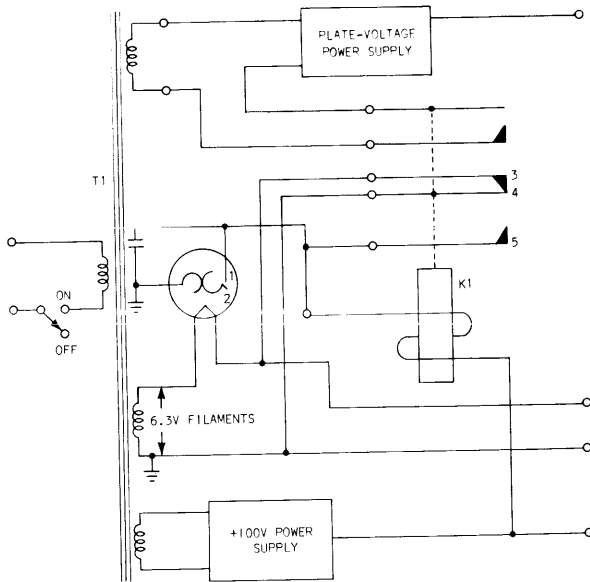 PLATE-VOLTAGE
POWER SUPPLY
T1
3
4
5
1
2
K1
ON
OFF
6.3V FILAMENTS
+100V POWER
SUPPLY